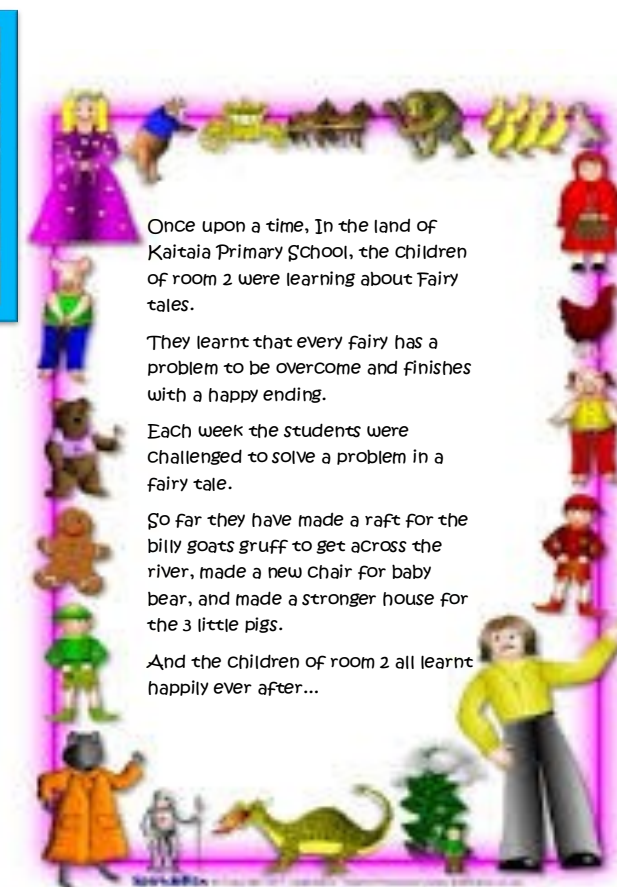 Once upon a time, In the land of
Kaitaia Primary School, the children
of room 2 were learning about Fairy
tales.
They learnt that every fairy has a
problem to be overcome and finishes
with a happy ending.
Each week the students were
challenged to solve a problem in a
fairy tale.
So far they have made a raft for the
billy goats gruff to get across the
river, made a new chair for baby
bear, and made a stronger house for
the 3 little pigs.
And the children of room 2 all learnt
happily ever after...